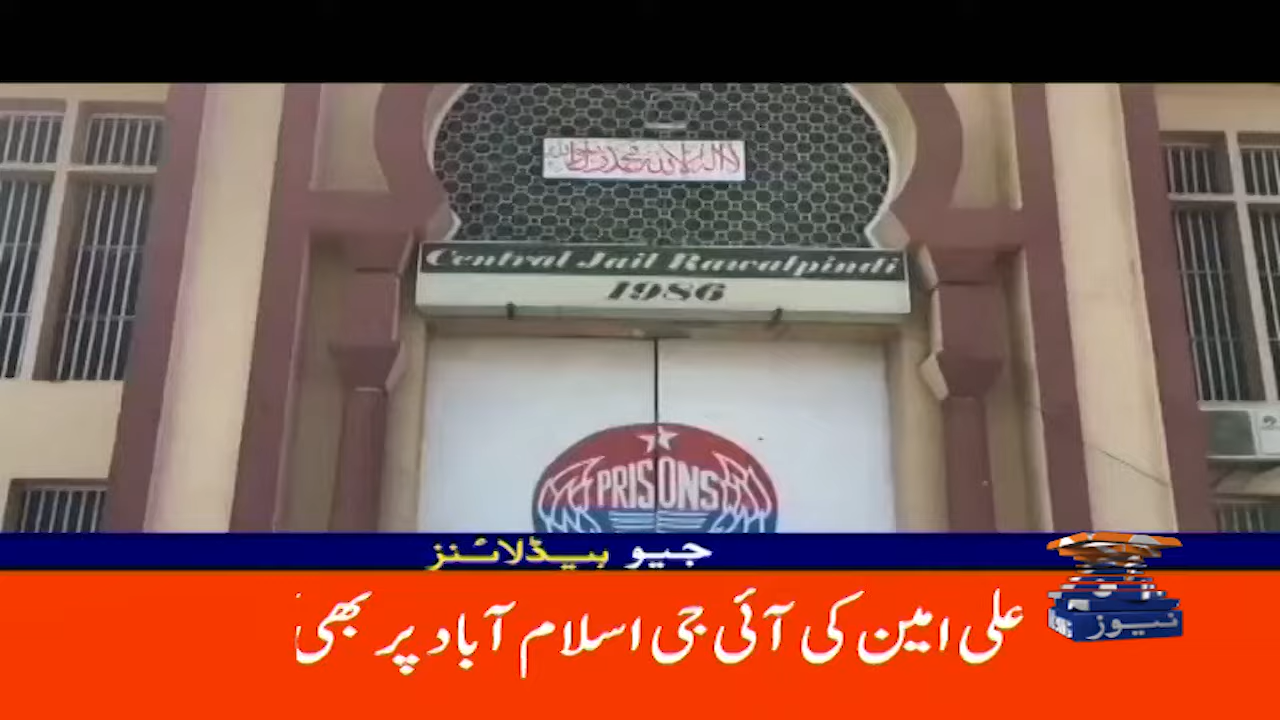 لا الہ الا اللہ محمد رسول اللہ
Central Jail Rawalpindi
1986
PRISONS
جیو ہیڈلائنز
علی امین کی آئی جی اسلام آباد پر بھی
نیوز